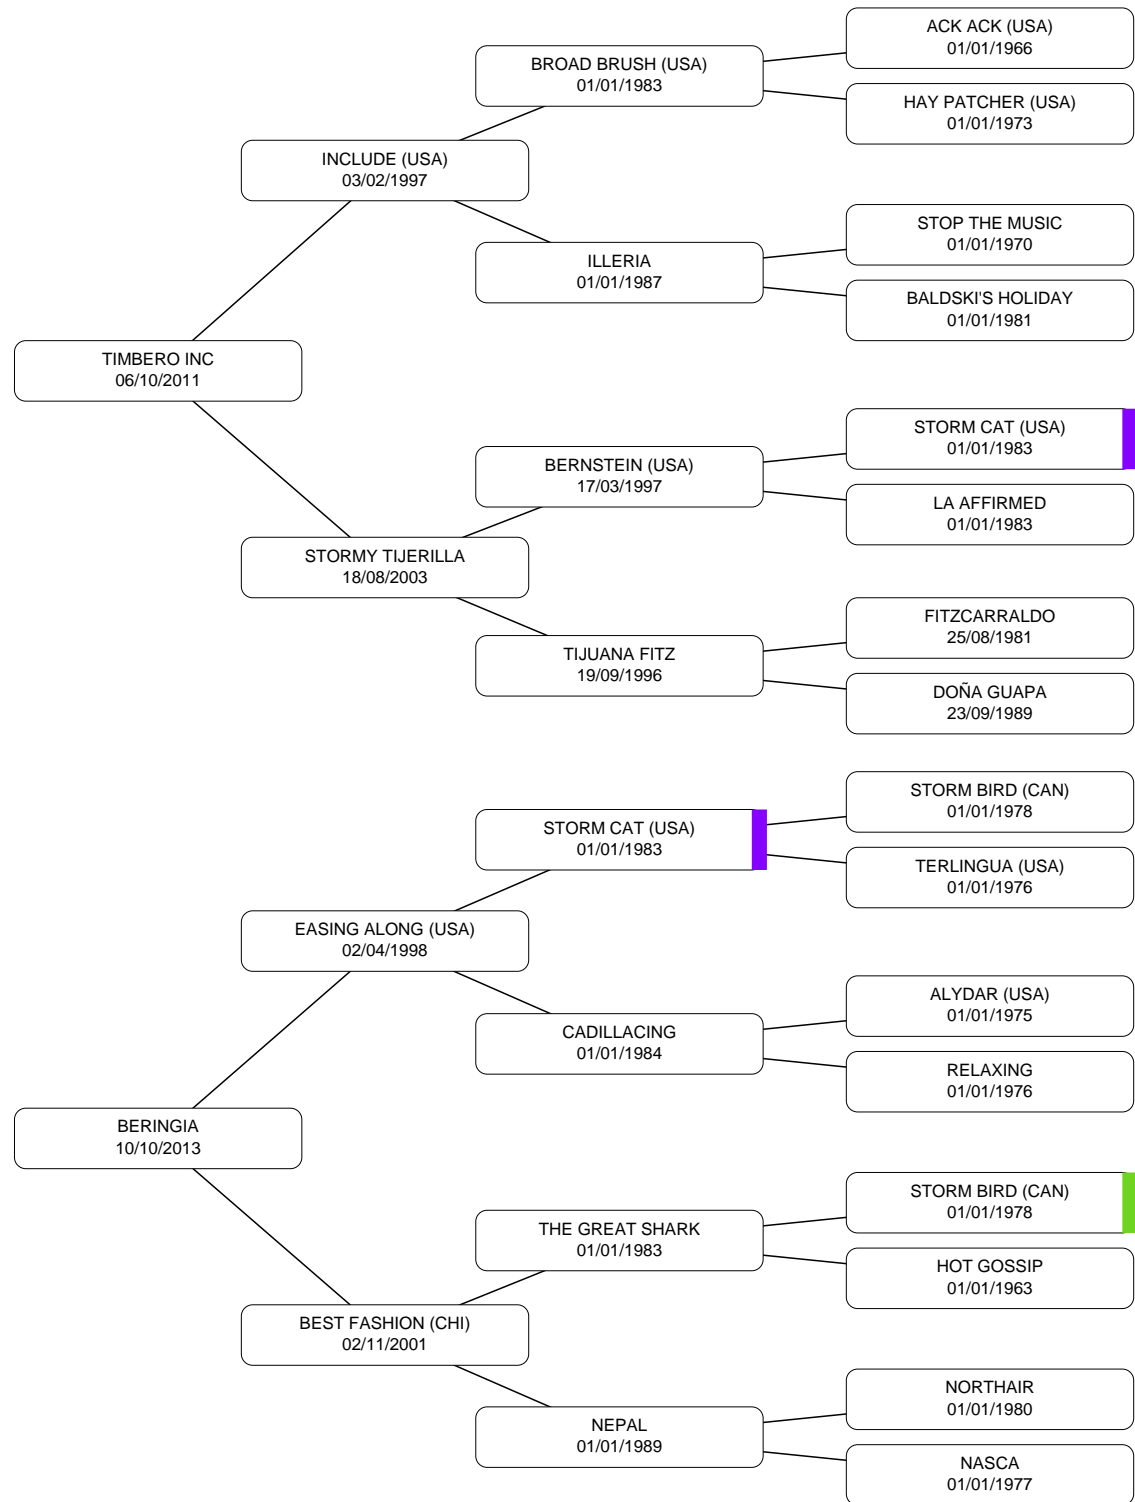 ACK ACK (USA)
01/01/1966
BROAD BRUSH (USA)
01/01/1983
HAY PATCHER (USA)
01/01/1973
INCLUDE (USA)
03/02/1997
STOP THE MUSIC
01/01/1970
ILLERIA
01/01/1987
BALDSKI'S HOLIDAY
01/01/1981
TIMBERO INC
06/10/2011
STORM CAT (USA)
01/01/1983
BERNSTEIN (USA)
17/03/1997
LA AFFIRMED
01/01/1983
STORMY TIJERILLA
18/08/2003
FITZCARRALDO
25/08/1981
TIJUANA FITZ
19/09/1996
DOÑA GUAPA
23/09/1989
STORM BIRD (CAN)
01/01/1978
STORM CAT (USA)
01/01/1983
TERLINGUA (USA)
01/01/1976
EASING ALONG (USA)
02/04/1998
ALYDAR (USA)
01/01/1975
CADILLACING
01/01/1984
RELAXING
01/01/1976
BERINGIA
10/10/2013
STORM BIRD (CAN)
01/01/1978
THE GREAT SHARK
01/01/1983
HOT GOSSIP
01/01/1963
BEST FASHION (CHI)
02/11/2001
NORTHAIR
01/01/1980
NEPAL
01/01/1989
NASCA
01/01/1977